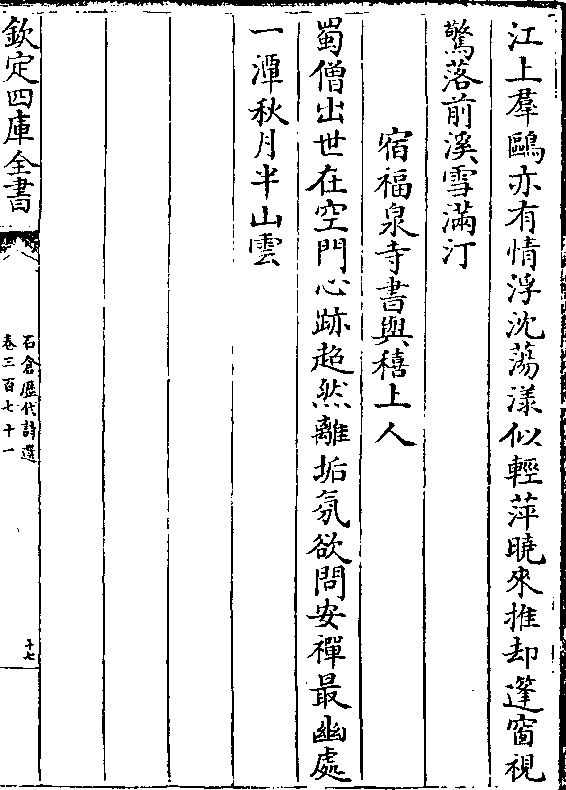 江上羣鷗亦有情浮沈蕩漾似輕萍曉來推却篷窗視
驚落前溪雪滿汀
宿福泉寺書與穡上人
蜀僧出世在空門心跡超然離垢氛欲問安禪最幽處
一潭秋月半山雲
欽定四庫全書
石倉歷代詩選
卷三百七十一
十七